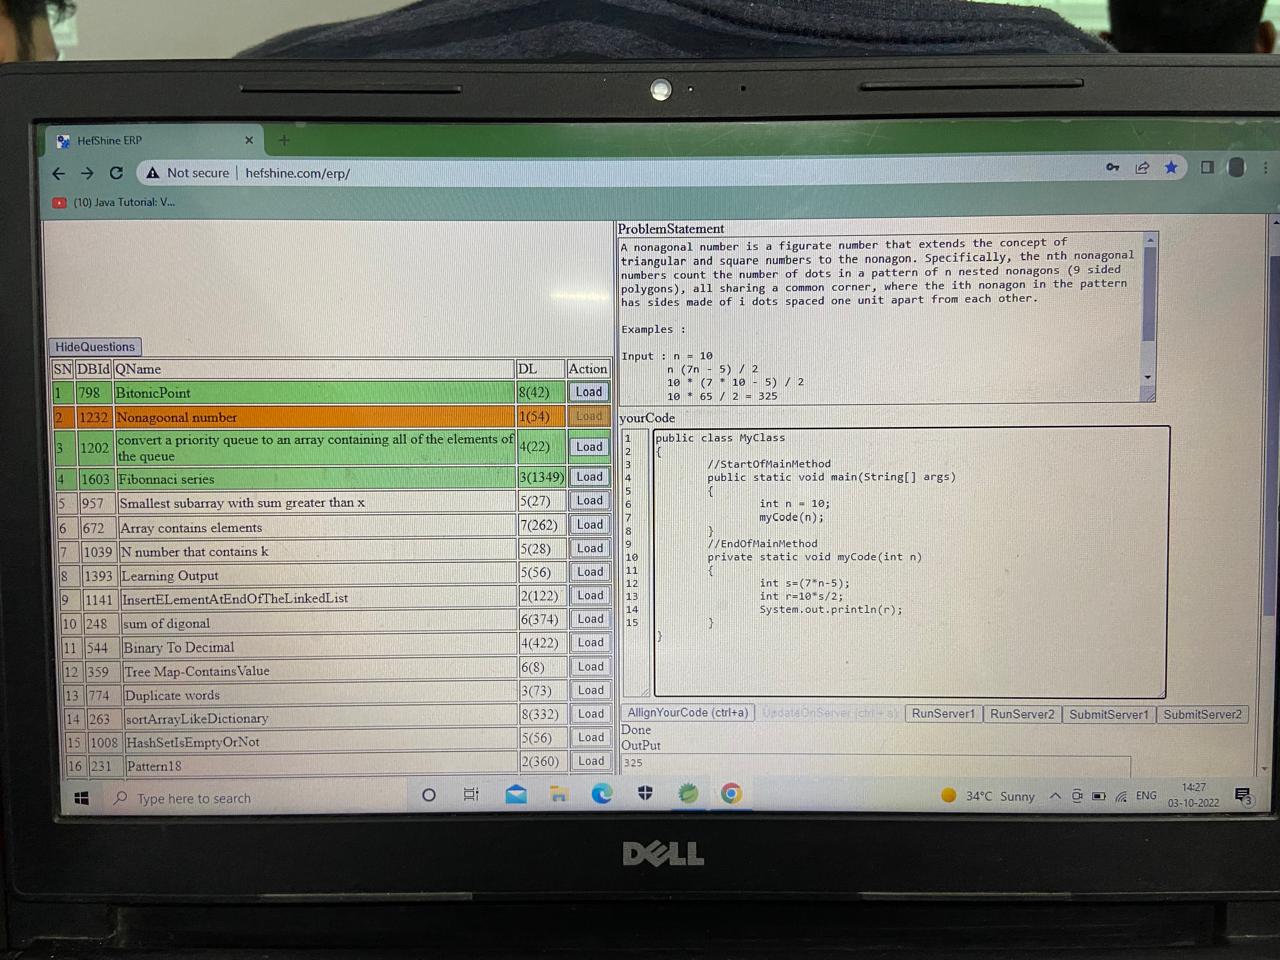 HefShine ERP
Not secure | hefshine.com/erp/
(10) Java Tutorial: V...
HideQuestions
SN DBId QName DL Action
1 798 BitonicPoint 8(42) Load
2 1232 Nonagoonal number 1(54) Load
3 1202 convert a priority queue to an array containing all of the elements of the queue 4(22) Load
4 1603 Fibonnaci series 3(1349) Load
5 957 Smallest subarray with sum greater than x 5(27) Load
6 672 Array contains elements 7(262) Load
7 1039 N number that contains k 5(28) Load
8 1393 Learning Output 5(56) Load
9 1141 InsertELementAtEndOfTheLinkedList 2(122) Load
10 248 sum of digonal 6(374) Load
11 544 Binary To Decimal 4(422) Load
12 359 Tree Map-ContainsValue 6(8) Load
13 774 Duplicate words 3(73) Load
14 263 sortArrayLikeDictionary 8(332) Load
15 1008 HashSetIsEmptyOrNot 5(56) Load
16 231 Pattern18 2(360) Load
ProblemStatement
A nonagonal number is a figurate number that extends the concept of
triangular and square numbers to the nonagon. Specifically, the nth nonagonal
numbers count the number of dots in a pattern of n nested nonagons (9 sided
polygons), all sharing a common corner, where the ith nonagon in the pattern
has sides made of i dots spaced one unit apart from each other.
Examples :
Input : n = 10
n (7n - 5) / 2
10 * (7 * 10 - 5) / 2
10 * 65 / 2 = 325
yourCode
1 public class MyClass
2 {
3 //StartOfMainMethod
4 public static void main(String[] args)
5 {
6 int n = 10;
7 myCode(n);
8 }
9 //EndOfMainMethod
10 private static void myCode(int n)
11 {
12 int s=(7*n-5);
13 int r=10*s/2;
14 System.out.println(r);
15 }
}
AllignYourCode (ctrl+a) UpdateOnServer (ctrl + s) RunServer1 RunServer2 SubmitServer1 SubmitServer2
Done
OutPut
325
Type here to search
34°C Sunny
ENG
14:27
03-10-2022
3
DELL